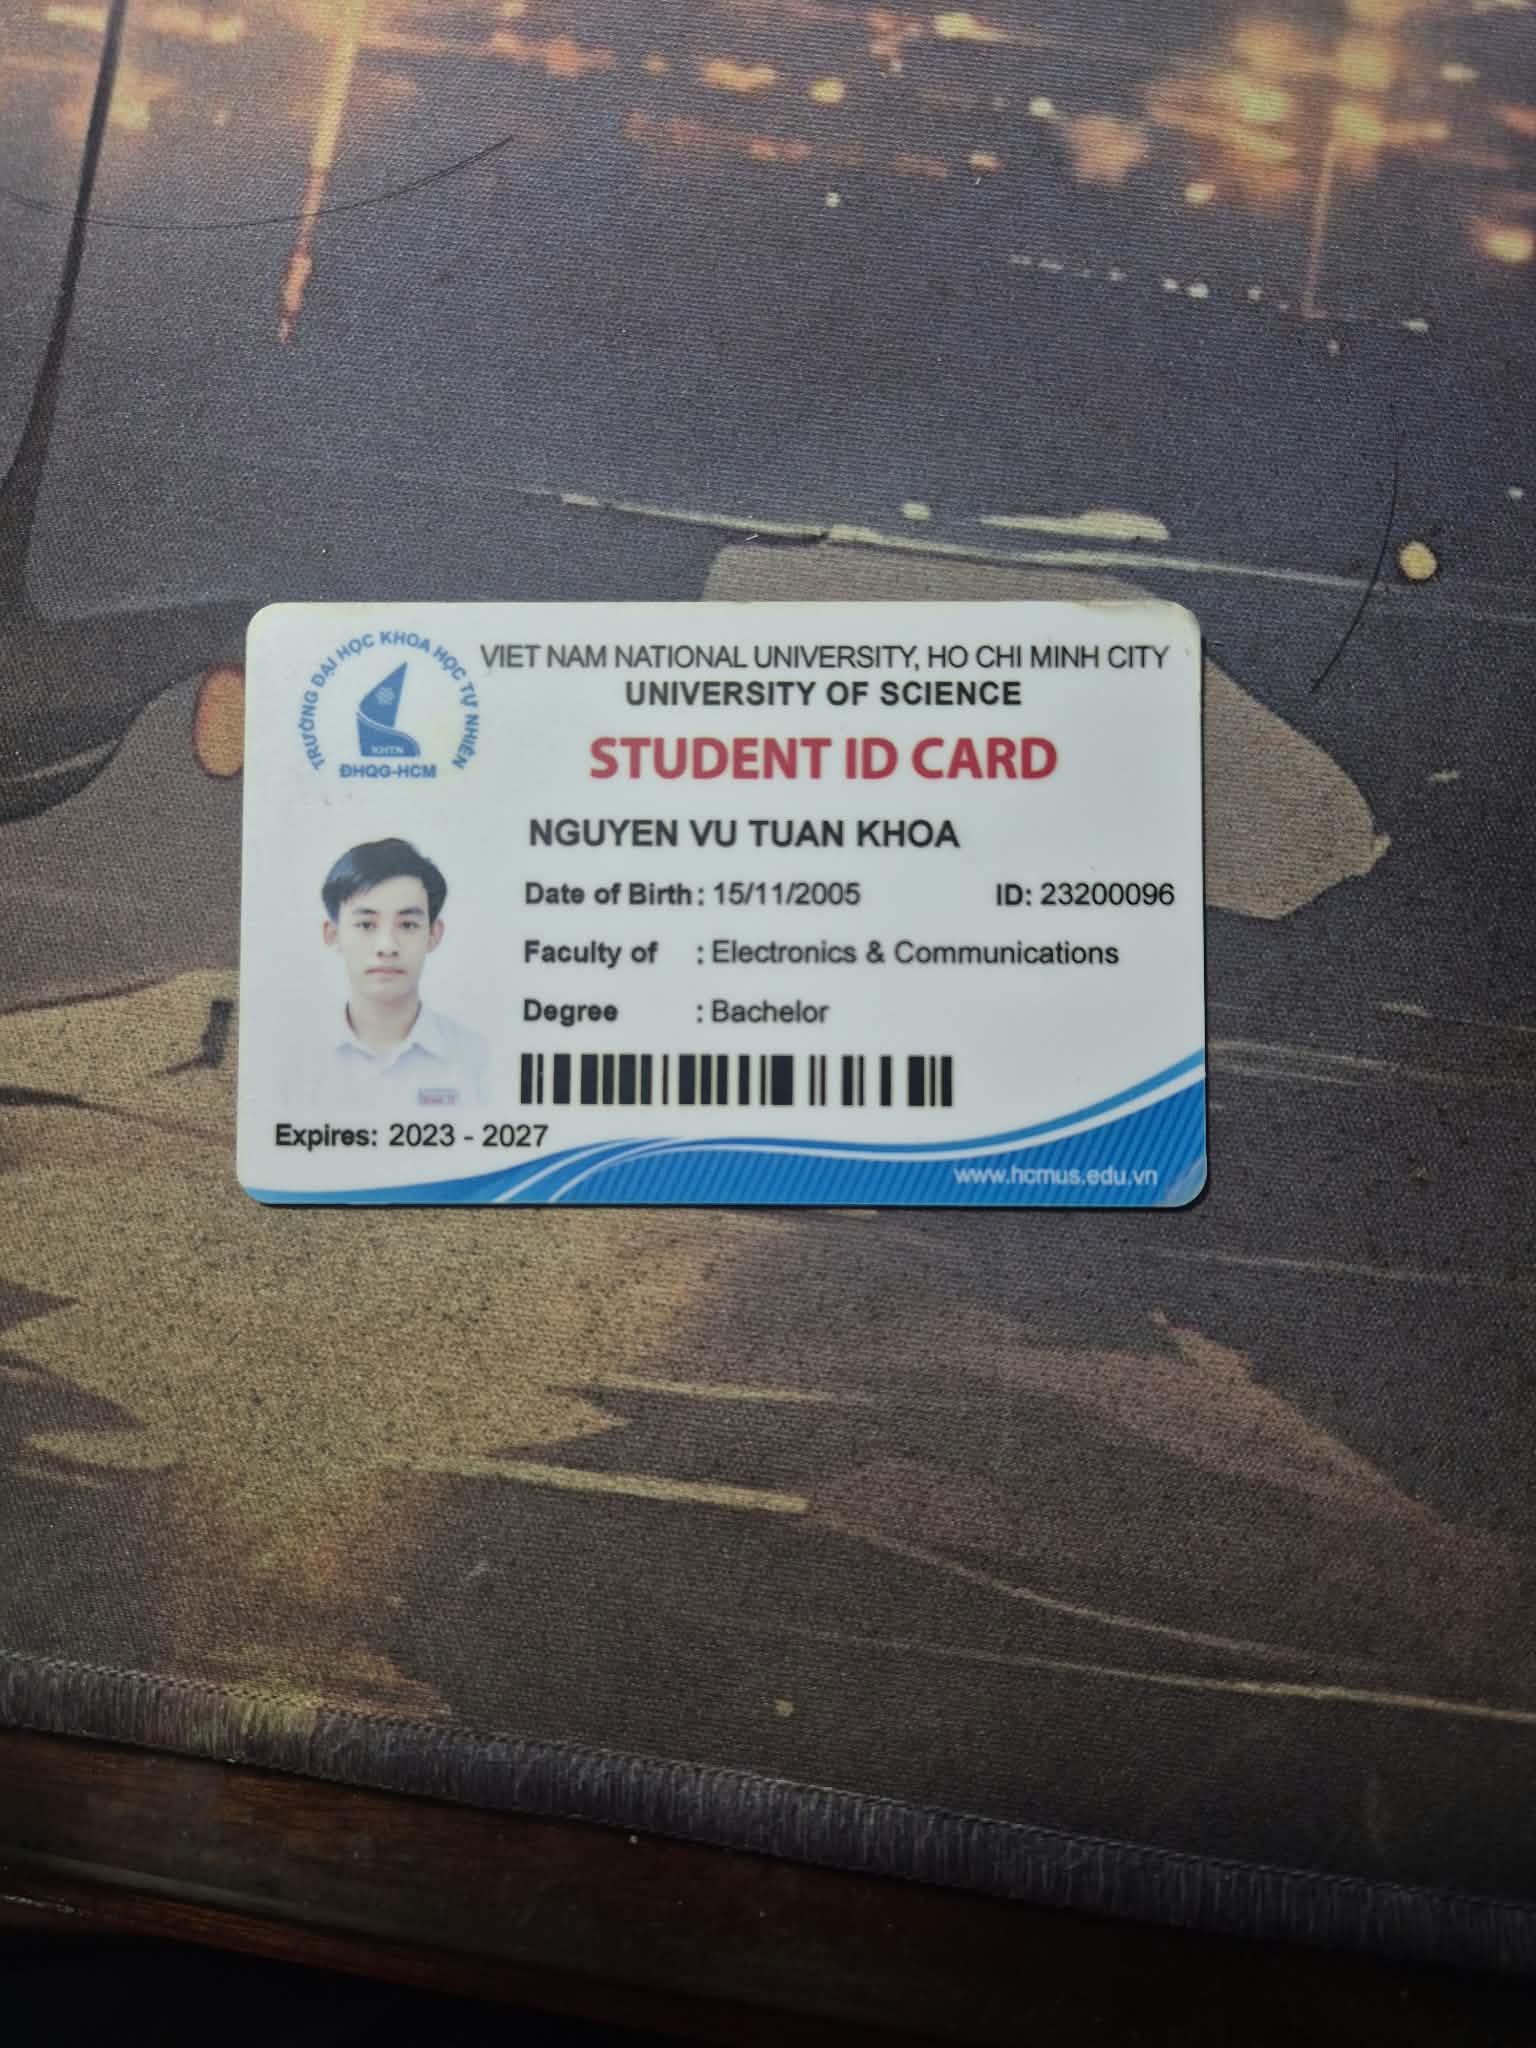 TRƯỜNG ĐẠI HỌC KHOA HỌC TỰ NHIÊN
KHTN
ĐHQG-HCM
VIET NAM NATIONAL UNIVERSITY, HO CHI MINH CITY
UNIVERSITY OF SCIENCE
STUDENT ID CARD
NGUYEN VU TUAN KHOA
Date of Birth : 15/11/2005 ID: 23200096
Faculty of : Electronics & Communications
Degree : Bachelor
Expires: 2023 - 2027
www.hcmus.edu.vn